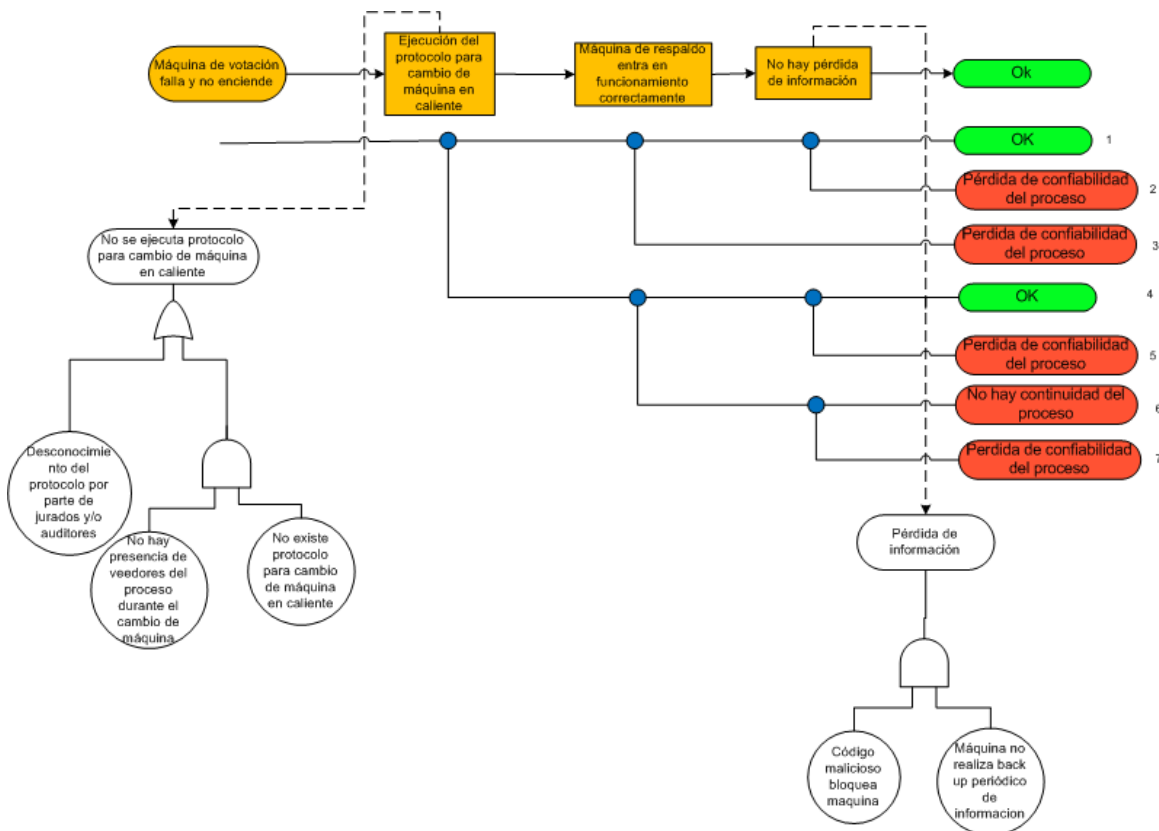 Máquina de votación
falla y no enciende
Ejecución del
protocolo para
cambio de
máquina en
caliente
Máquina de respaldo
entra en
funcionamiento
correctamente
No hay pérdida
de información
Ok
OK
1
Pérdida de confiabilidad
del proceso
2
Perdida de confiabilidad
del proceso
3
No se ejecuta protocolo
para cambio de máquina
en caliente
OK
4
Perdida de confiabilidad
del proceso
5
No hay continuidad del
proceso
6
Perdida de confiabilidad
del proceso
7
Desconocimie
nto del
protocolo por
parte de
jurados y/o
auditores
No hay
presencia de
veedores del
proceso
durante el
cambio de
máquina
No existe
protocolo
para cambio
de máquina
en caliente
Pérdida de
información
Código
malicioso
bloquea
maquina
Máquina no
realiza back
up periódico
de
informacion